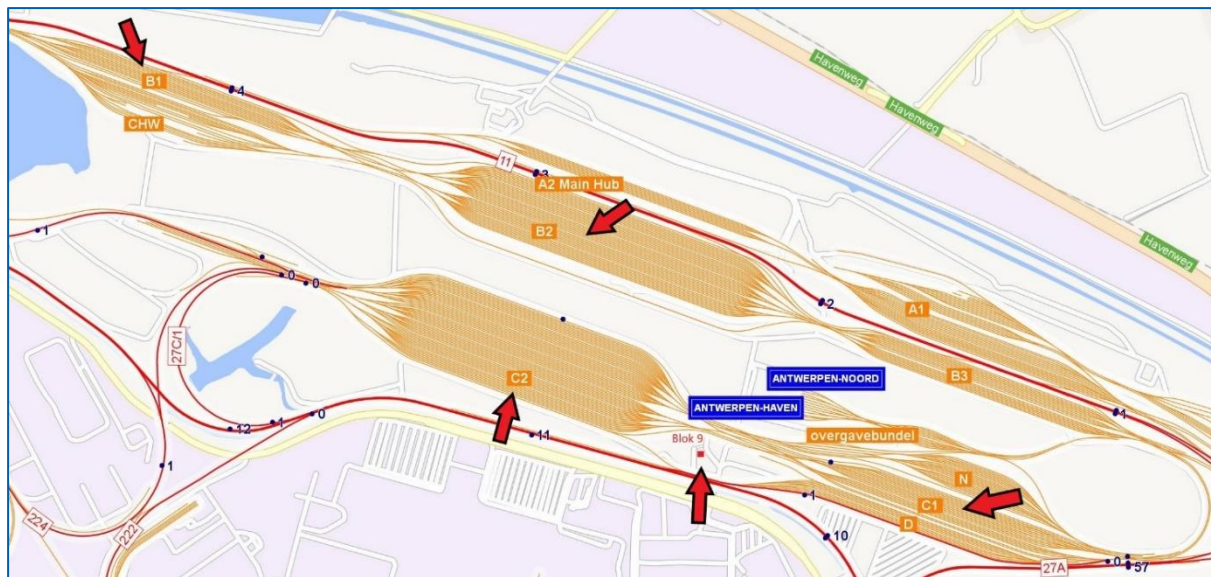 B1
4
CHW
Havenweg
Havenweg
Havenweg
11
3
A2 Main Hub
B2
1
0
0
27C/1
2
A1
ANTWERPEN-NOORD
B3
C2
ANTWERPEN-HAVEN
1
0
12
1
11
overgavebundel
Blok 9
1
N
1
C1
D
10
224
222
27A
0
57